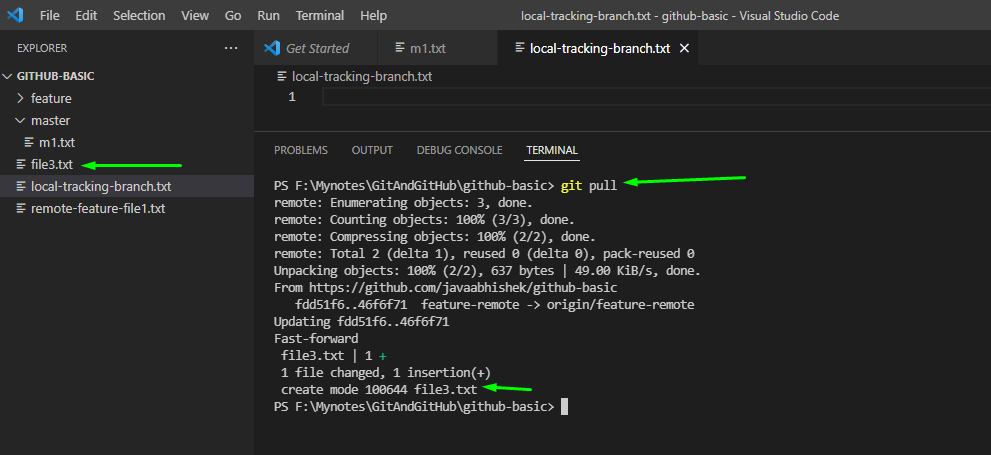 File Edit Selection View Go Run Terminal Help local-tracking-branch.txt - github-basic - Visual Studio Code
EXPLORER ...
GITHUB-BASIC
feature
master
m1.txt
file3.txt
local-tracking-branch.txt
remote-feature-file1.txt
Get Started m1.txt local-tracking-branch.txt
local-tracking-branch.txt
1
PROBLEMS OUTPUT DEBUG CONSOLE TERMINAL
PS F:\Mynotes\GitAndGitHub\github-basic> git pull
remote: Enumerating objects: 3, done.
remote: Counting objects: 100% (3/3), done.
remote: Compressing objects: 100% (2/2), done.
remote: Total 2 (delta 1), reused 0 (delta 0), pack-reused 0
Unpacking objects: 100% (2/2), 637 bytes | 49.00 KiB/s, done.
From https://github.com/javaabhishek/github-basic
fdd51f6..46f6f71 feature-remote -> origin/feature-remote
Updating fdd51f6..46f6f71
Fast-forward
file3.txt | 1 +
1 file changed, 1 insertion(+)
create mode 100644 file3.txt
PS F:\Mynotes\GitAndGitHub\github-basic>